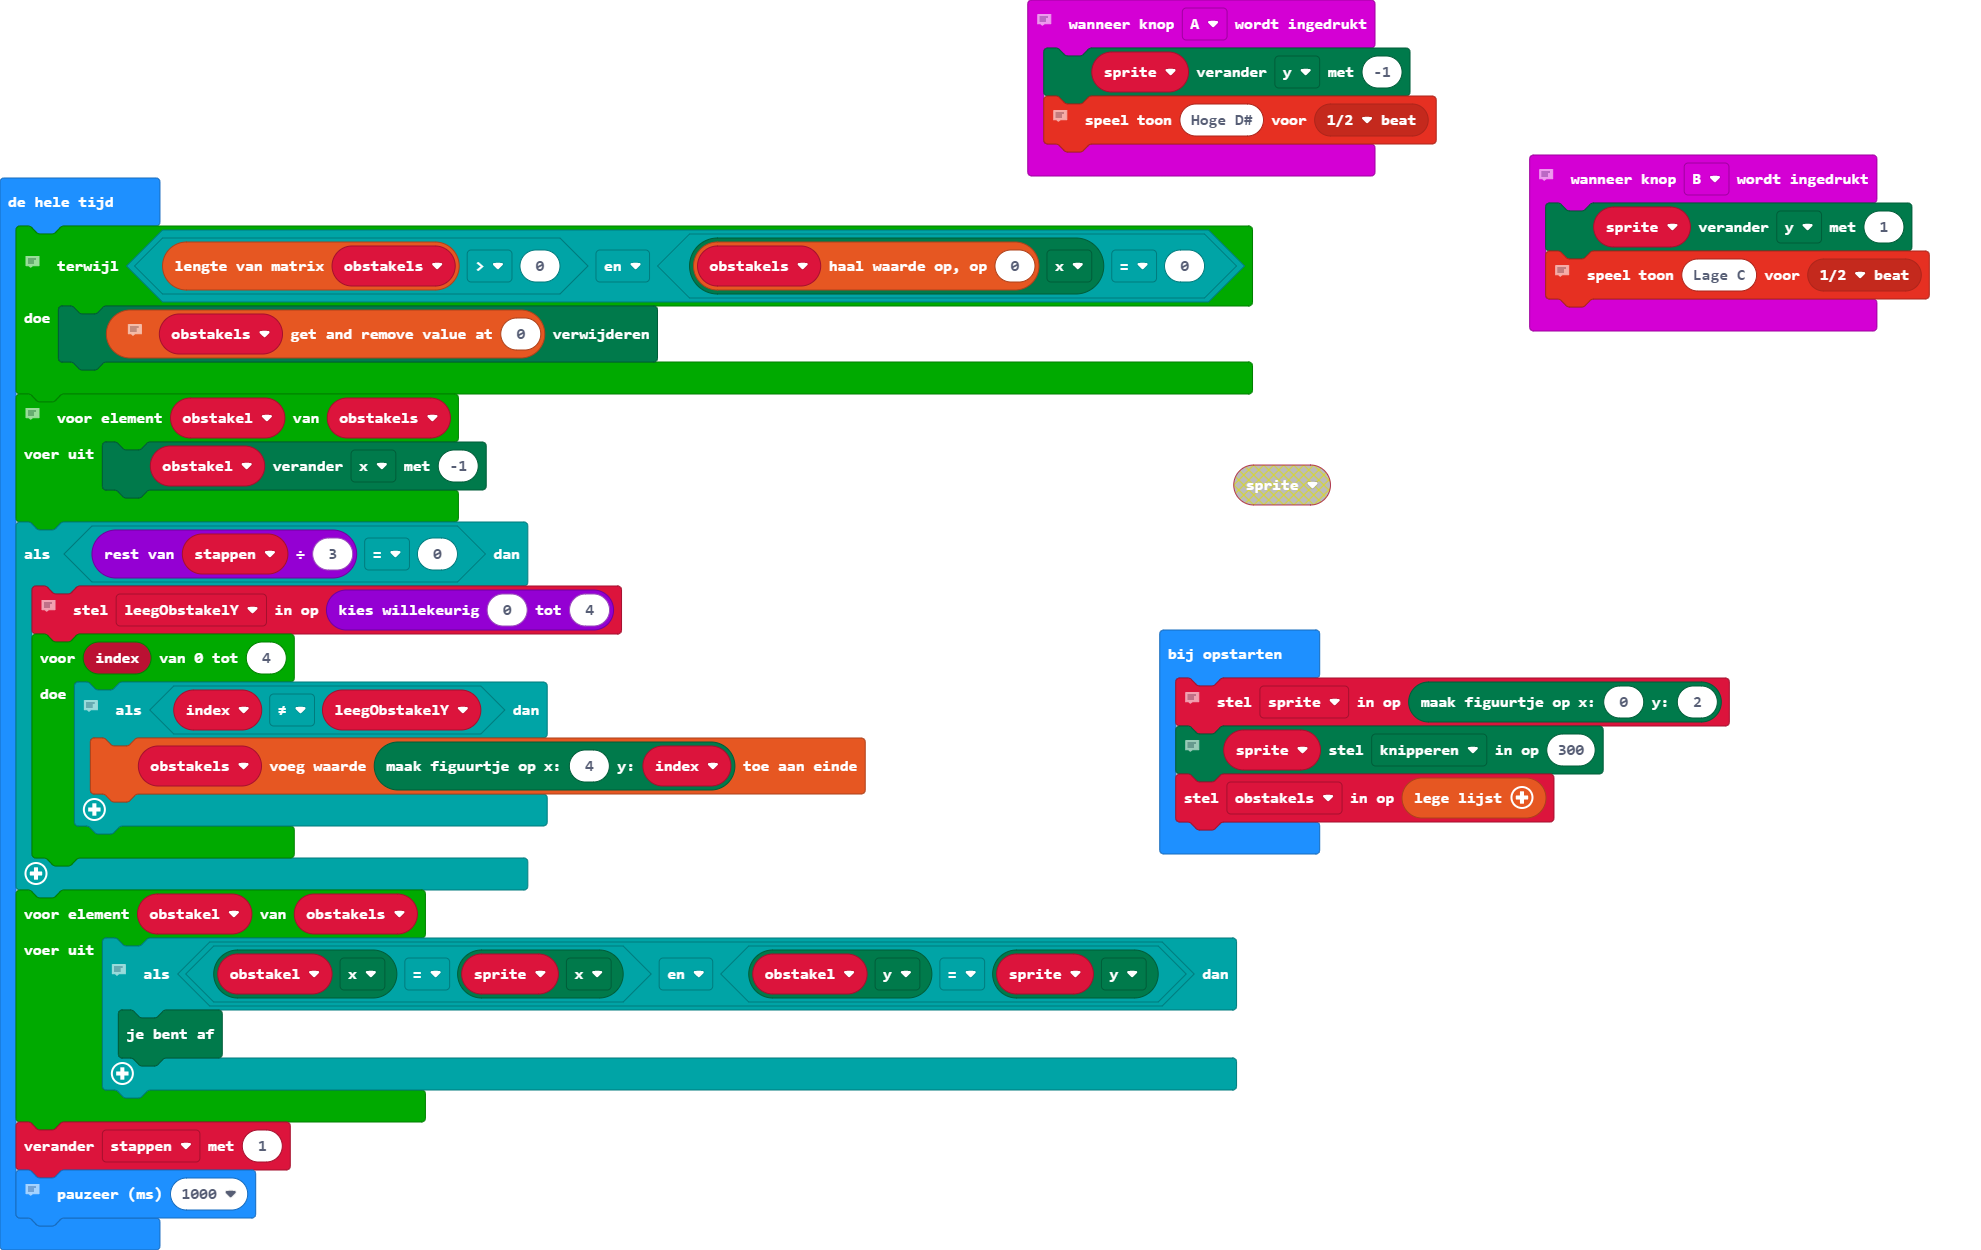 wanneer knop A wordt ingedrukt
sprite verander y met -1
speel toon Hoge D# voor 1/2 beat
wanneer knop B wordt ingedrukt
sprite verander y met 1
speel toon Lage C voor 1/2 beat
de hele tijd
terwijl lengte van matrix obstakels > 0 en obstakels haal waarde op, op 0 x = 0
doe obstakels get and remove value at 0 verwijderen
voor element obstakel van obstakels
voer uit obstakel verander x met -1
als rest van stappen ÷ 3 = 0 dan
stel leegObstakelY in op kies willekeurig 0 tot 4
voor index van 0 tot 4
doe als index ≠ leegObstakelY dan
obstakels voeg waarde maak figuurtje op x: 4 y: index toe aan einde
voor element obstakel van obstakels
voer uit als obstakel x = sprite x en obstakel y = sprite y dan
je bent af
verander stappen met 1
pauzeer (ms) 1000
sprite
bij opstarten
stel sprite in op maak figuurtje op x: 0 y: 2
sprite stel knipperen in op 300
stel obstakels in op lege lijst